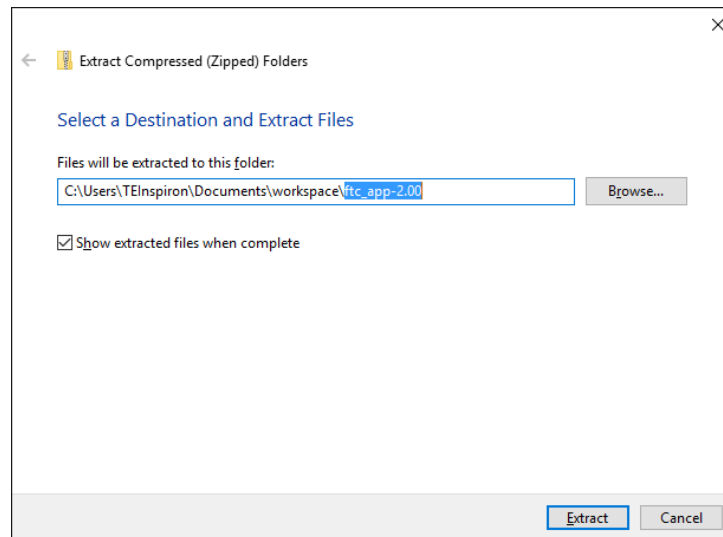 Extract Compressed (Zipped) Folders
Select a Destination and Extract Files
Files will be extracted to this folder:
C:\Users\TEInspiron\Documents\workspace\ftc_app-2.00
Browse...
Show extracted files when complete
Extract
Cancel